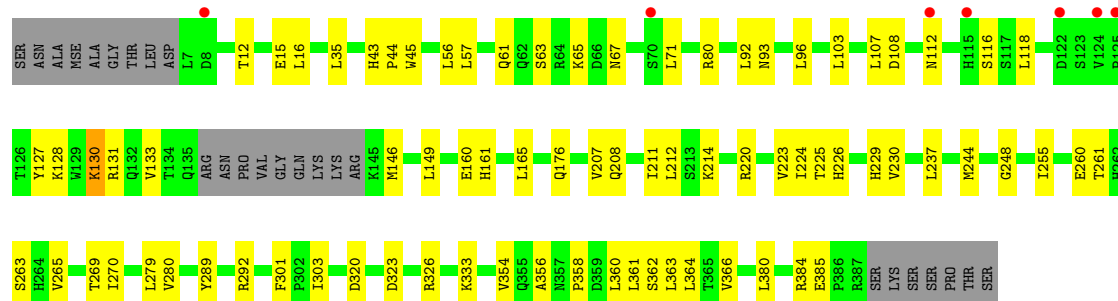 SER ASN ALA MSE ALA GLY THR LEU ASP L7 D8 T12 E15 L16 L35 H43 P44 W45 L56 L57 Q61 Q62 S63 R64 K65 D66 N67 S70 L71 R80 L92 N93 L96 L103 L107 D108 N112 H115 S116 S117 L118 D122 S123 V124
T126 Y127 K128 W129 K130 R131 Q132 V133 T134 Q135 ARG ASN PRO VAL GLY GLN LYS LYS ARG K145 M146 L149 E160 H161 L165 Q176 V207 Q208 I211 L212 S213 K214 R220 V223 I224 T225 H226 H229 V230 L237 M244 G248 I255 E260 T261 H262
S263 H264 V265 T269 I270 L279 V280 Y289 R292 F301 P302 I303 D320 D323 R326 K333 V354 Q355 A356 N357 P358 D359 L360 L361 S362 L363 L364 T365 V366 L380 R384 E385 P386 R387 SER LYS SER SER PRO THR SER